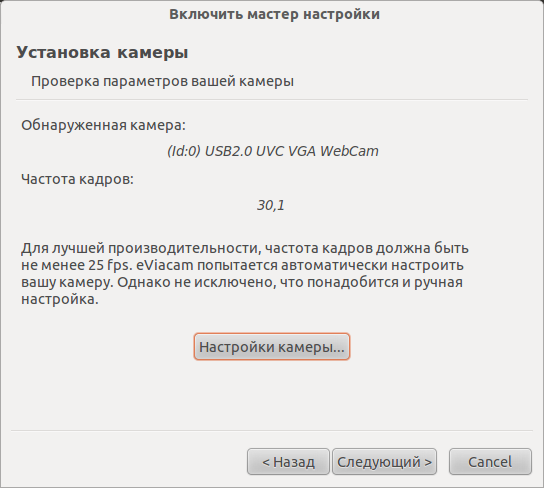 Включить мастер настройки
Установка камеры
Проверка параметров вашей камеры
Обнаруженная камера:
(Id:0) USB2.0 UVC VGA WebCam
Частота кадров:
30,1
Для лучшей производительности, частота кадров должна быть
не менее 25 fps. eViacam попытается автоматически настроить
вашу камеру. Однако не исключено, что понадобится и ручная
настройка.
Настройки камеры...
< Назад Следующий > Cancel